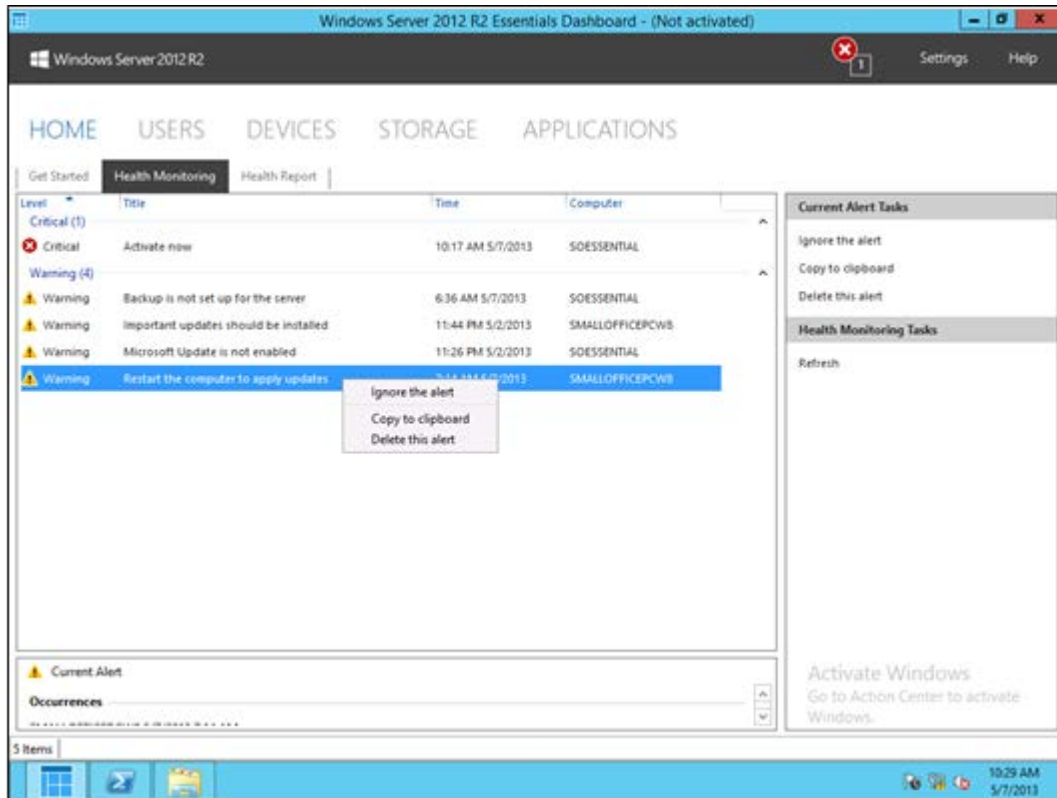 Windows Server 2012 R2 Essentials Dashboard - (Not activated)
Windows Server 2012 R2
1
Settings Help
HOME USERS DEVICES STORAGE APPLICATIONS
Get Started Health Monitoring Health Report
Level Title Time Computer
Critical (1)
Critical Activate now 10:17 AM 5/7/2013 SOESSENTIAL
Warning (4)
Warning Backup is not set up for the server 6:36 AM 5/7/2013 SOESSENTIAL
Warning Important updates should be installed 11:44 PM 5/2/2013 SMALLOFFICEPCW8
Warning Microsoft Update is not enabled 11:26 PM 5/2/2013 SOESSENTIAL
Warning Restart the computer to apply updates SMALLOFFICEPCW8
Ignore the alert
Copy to clipboard
Delete this alert
Current Alert Tasks
Ignore the alert
Copy to clipboard
Delete this alert
Health Monitoring Tasks
Refresh
Current Alert
Occurrences
Activate Windows
Go to Action Center to activate
Windows.
5 Items
10:29 AM
5/7/2013